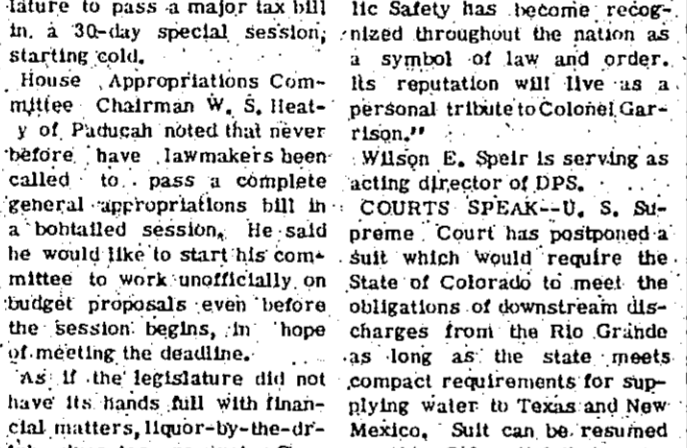 lature to pass a major tax bill
in a 30-day special session,
starting cold.
House Appropriations Com-
mittee Chairman W. S. Heat-
y of Paducah noted that never
before have lawmakers been
called to pass a complete
general appropriations bill in
a bobtailed session. He said
he would like to start his com-
mittee to work unofficially on
budget proposals even before
the session begins, in hope
of meeting the deadline.
As if the legislature did not
have its hands full with finan-
cial matters, liquor-by-the-dr-
lic Safety has become recog-
nized throughout the nation as
a symbol of law and order.
Its reputation will live as a
personal tribute to Colonel Gar-
rison."
Wilson E. Speir is serving as
acting director of DPS.
COURTS SPEAK--U. S. Su-
preme Court has postponed a
suit which would require the
State of Colorado to meet the
obligations of downstream dis-
charges from the Rio Grande
as long as the state meets
compact requirements for sup-
plying water to Texas and New
Mexico. Suit can be resumed